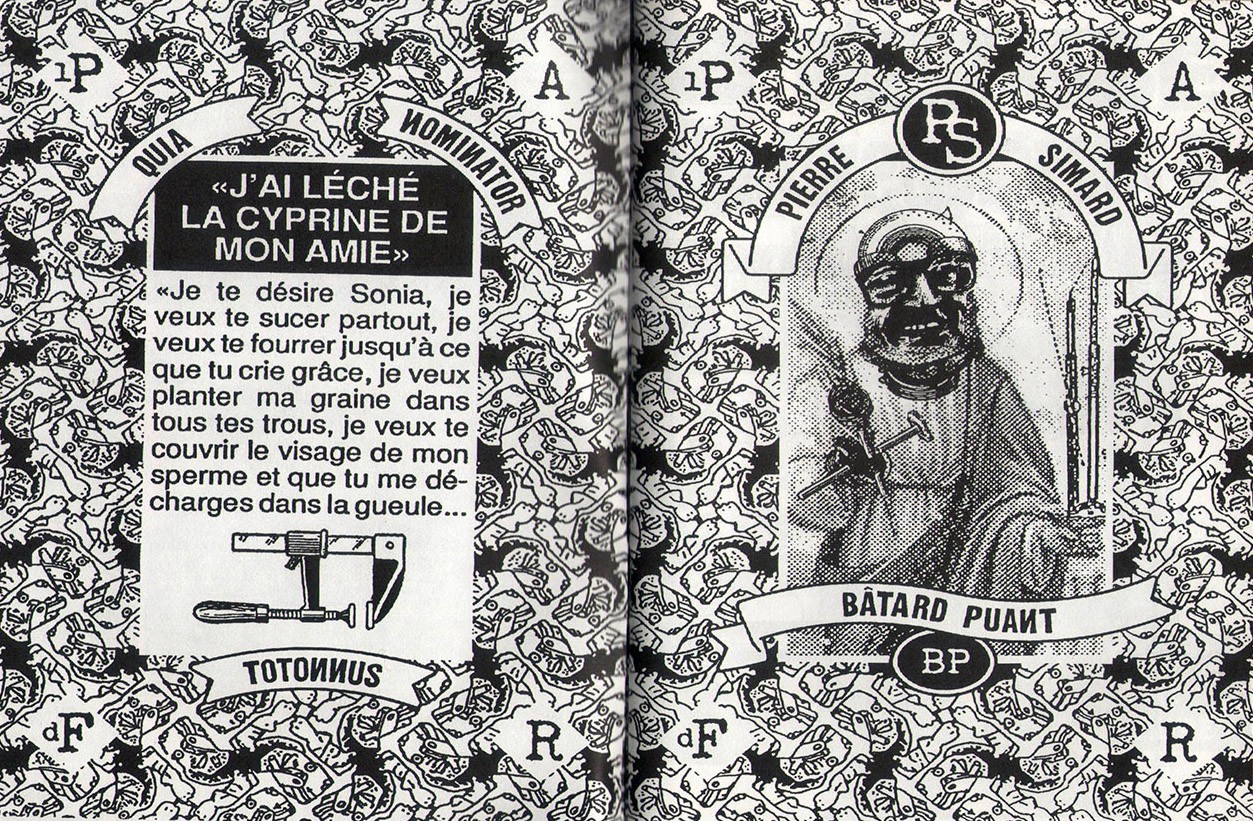 1P
A
QUIA
NOMINATOR
«J'AI LÉCHÉ
LA CYPRINE DE
MON AMIE»
«Je te désire Sonia, je
veux te sucer partout, je
veux te fourrer jusqu'à ce
que tu crie grâce, je veux
planter ma graine dans
tous tes trous, je veux te
couvrir le visage de mon
sperme et que tu me dé-
charges dans la gueule...
TOTONNUS
dF
R
1P
A
PS
PIERRE
SIMARD
BÂTARD PUANT
BP
dF
R